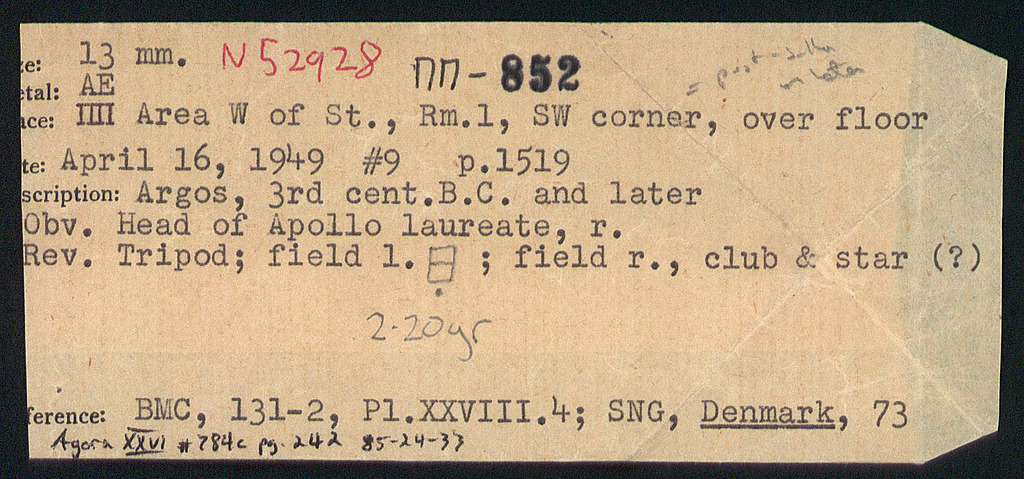 ze: 13 mm. N52928 ΠΠ-852
etal: AE
ace: ΠΠ Area W of St., Rm.1, SW corner, over floor
te: April 16, 1949 #9 p.1519
scription: Argos, 3rd cent.B.C. and later
Obv. Head of Apollo laureate, r.
Rev. Tripod; field l. ; field r., club & star (?)
2.20gr
ference: BMC, 131-2, Pl.XXVIII.4; SNG, Denmark, 73
Agora XXVI #784c pg. 242 85-24-33